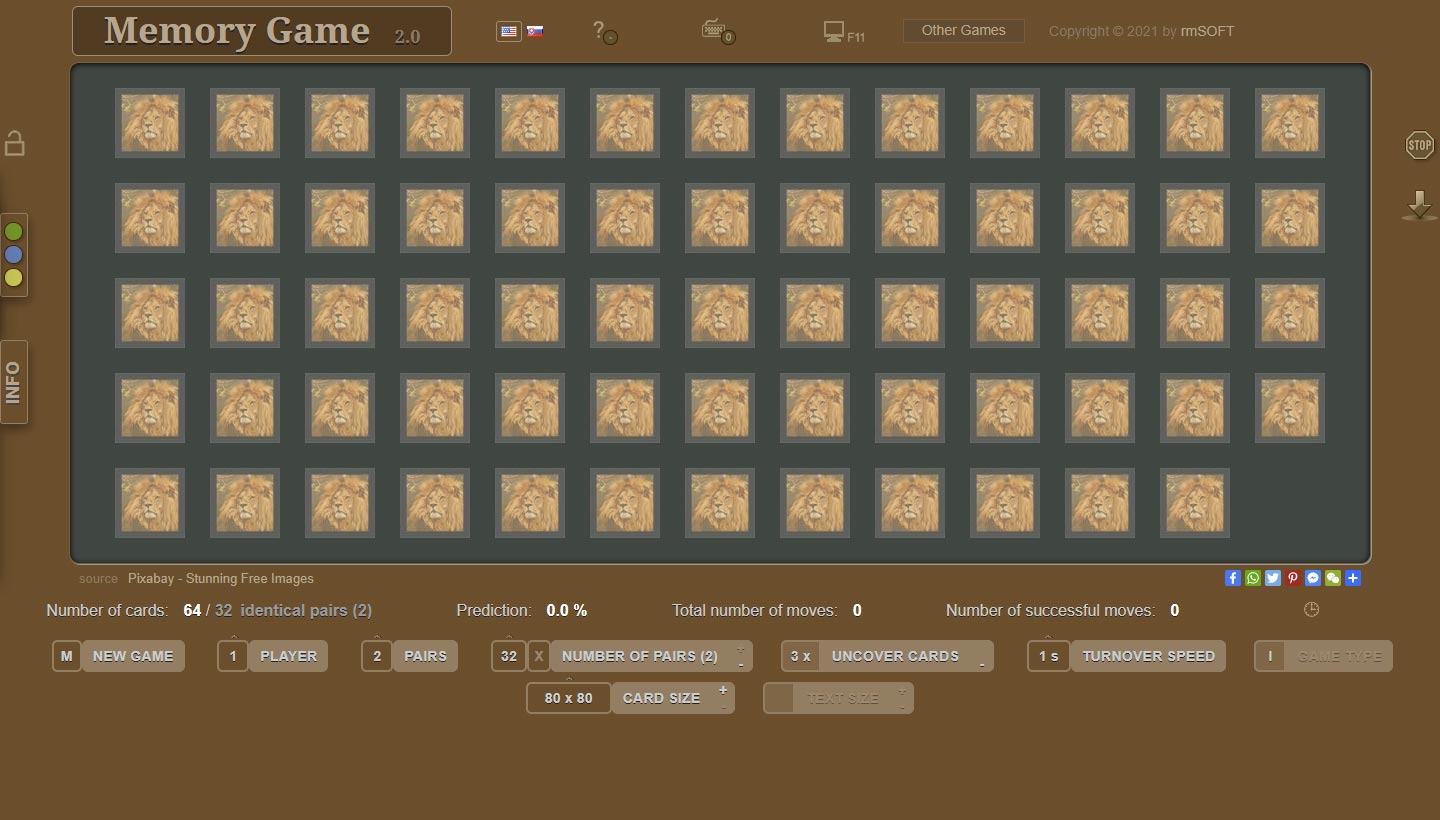 Memory Game 2.0
? - 0 F11 Other Games Copyright © 2021 by rmSOFT
STOP
INFO
source Pixabay - Stunning Free Images
Number of cards: 64 / 32 identical pairs (2) Prediction: 0.0 % Total number of moves: 0 Number of successful moves: 0
M NEW GAME 1 PLAYER 2 PAIRS 32 X NUMBER OF PAIRS (2) + - 3 x UNCOVER CARDS - 1 s TURNOVER SPEED I GAME TYPE
80 x 80 CARD SIZE + - TEXT SIZE + -